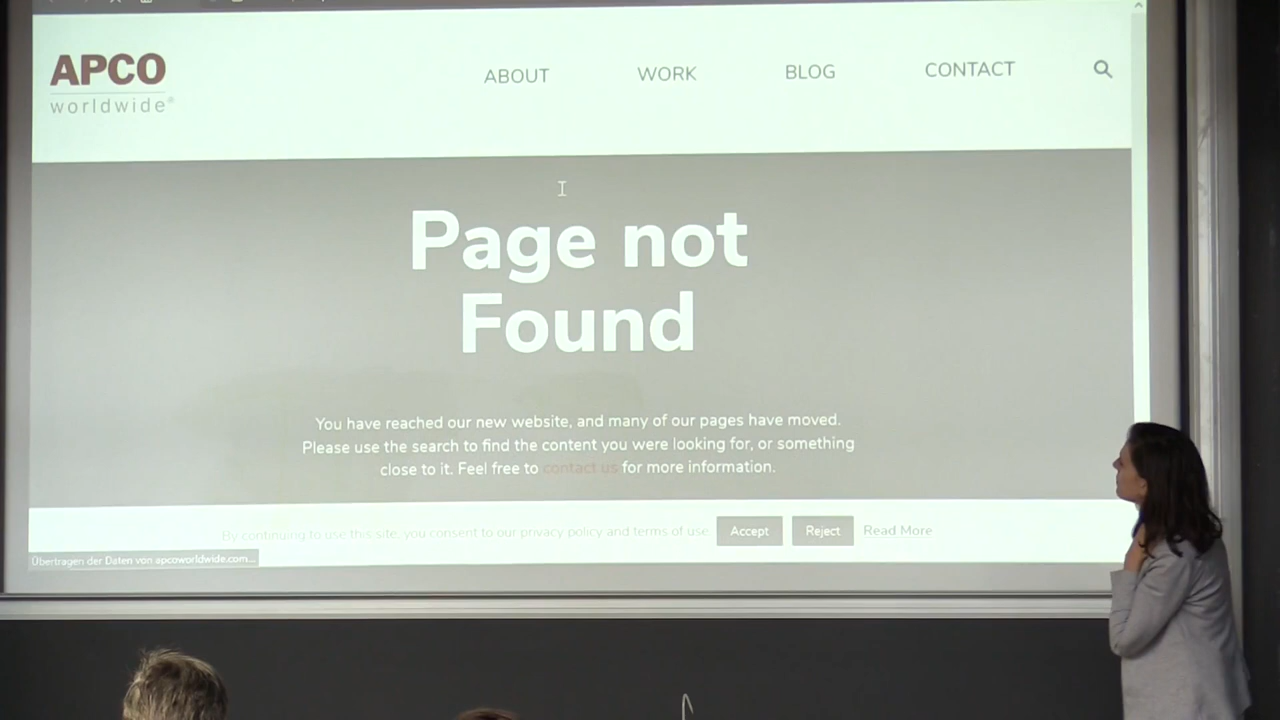 APCO
worldwide®
ABOUT WORK BLOG CONTACT
Page not
Found
You have reached our new website, and many of our pages have moved.
Please use the search to find the content you were looking for, or something
close to it. Feel free to contact us for more information.
By continuing to use this site, you consent to our privacy policy and terms of use. Accept Reject Read More
Übertragen der Daten von apcoworldwide.com...